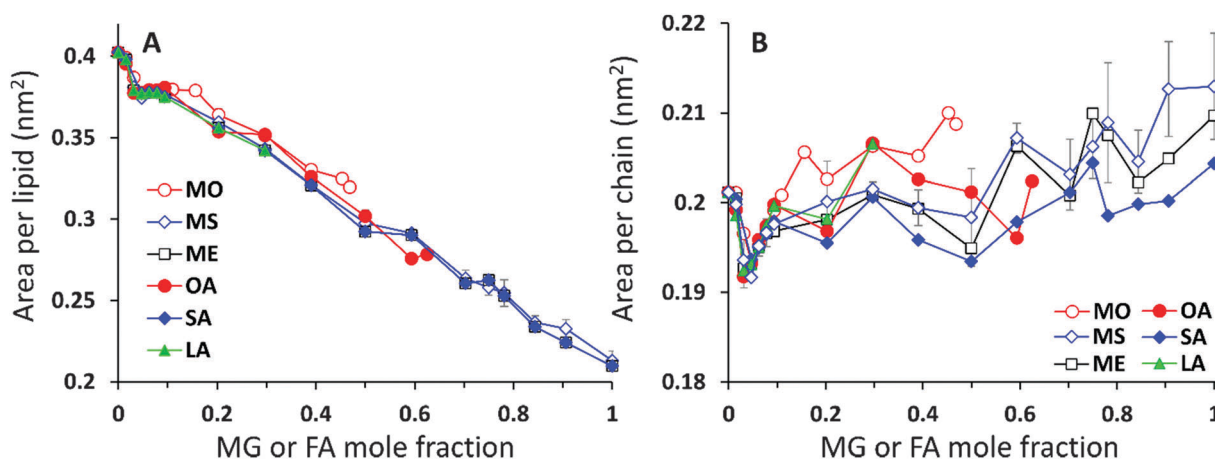 A
Area per lipid (nm²)
0.4
0.35
0.3
0.25
0.2
MO
MS
ME
OA
SA
LA
0 0.2 0.4 0.6 0.8 1
MG or FA mole fraction
B
Area per chain (nm²)
0.22
0.21
0.2
0.19
0.18
MO OA
MS SA
ME LA
0 0.2 0.4 0.6 0.8 1
MG or FA mole fraction